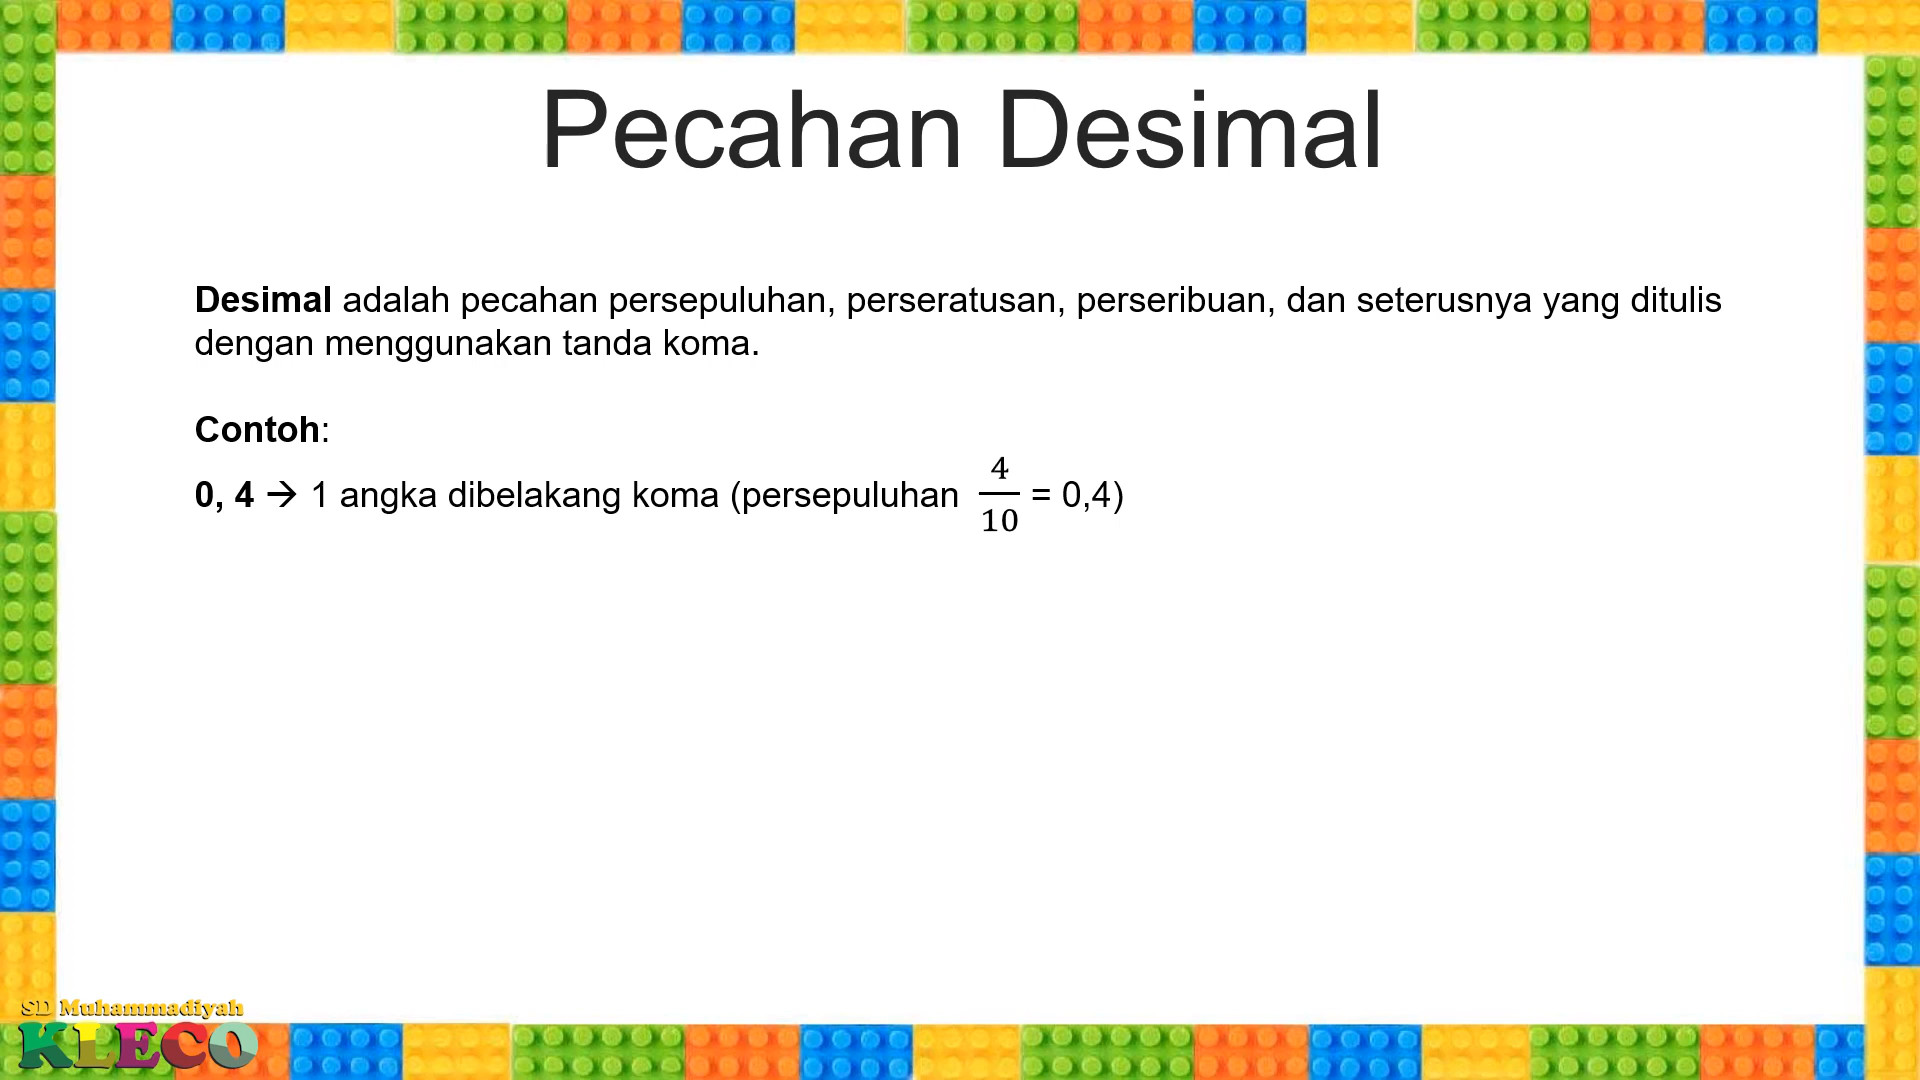 Pecahan Desimal
Desimal adalah pecahan persepuluhan, perseratusan, perseribuan, dan seterusnya yang ditulis
dengan menggunakan tanda koma.
Contoh:
0, 4 → 1 angka dibelakang koma (persepuluhan 4/10 = 0,4)
SD Muhammadiyah
KLECO